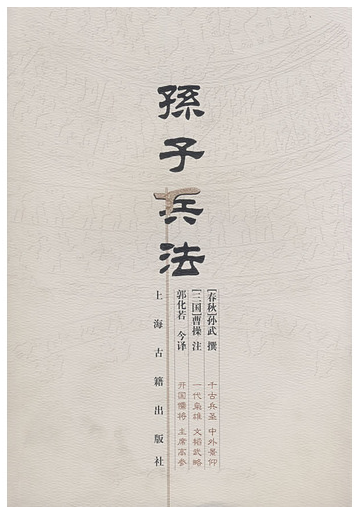 孫子兵法
[春秋]孙武 撰
[三国]曹操 注
郭化若 今译
千古兵圣 中外景仰
一代枭雄 文韬武略
开国儒将 主席高参
上海古籍出版社